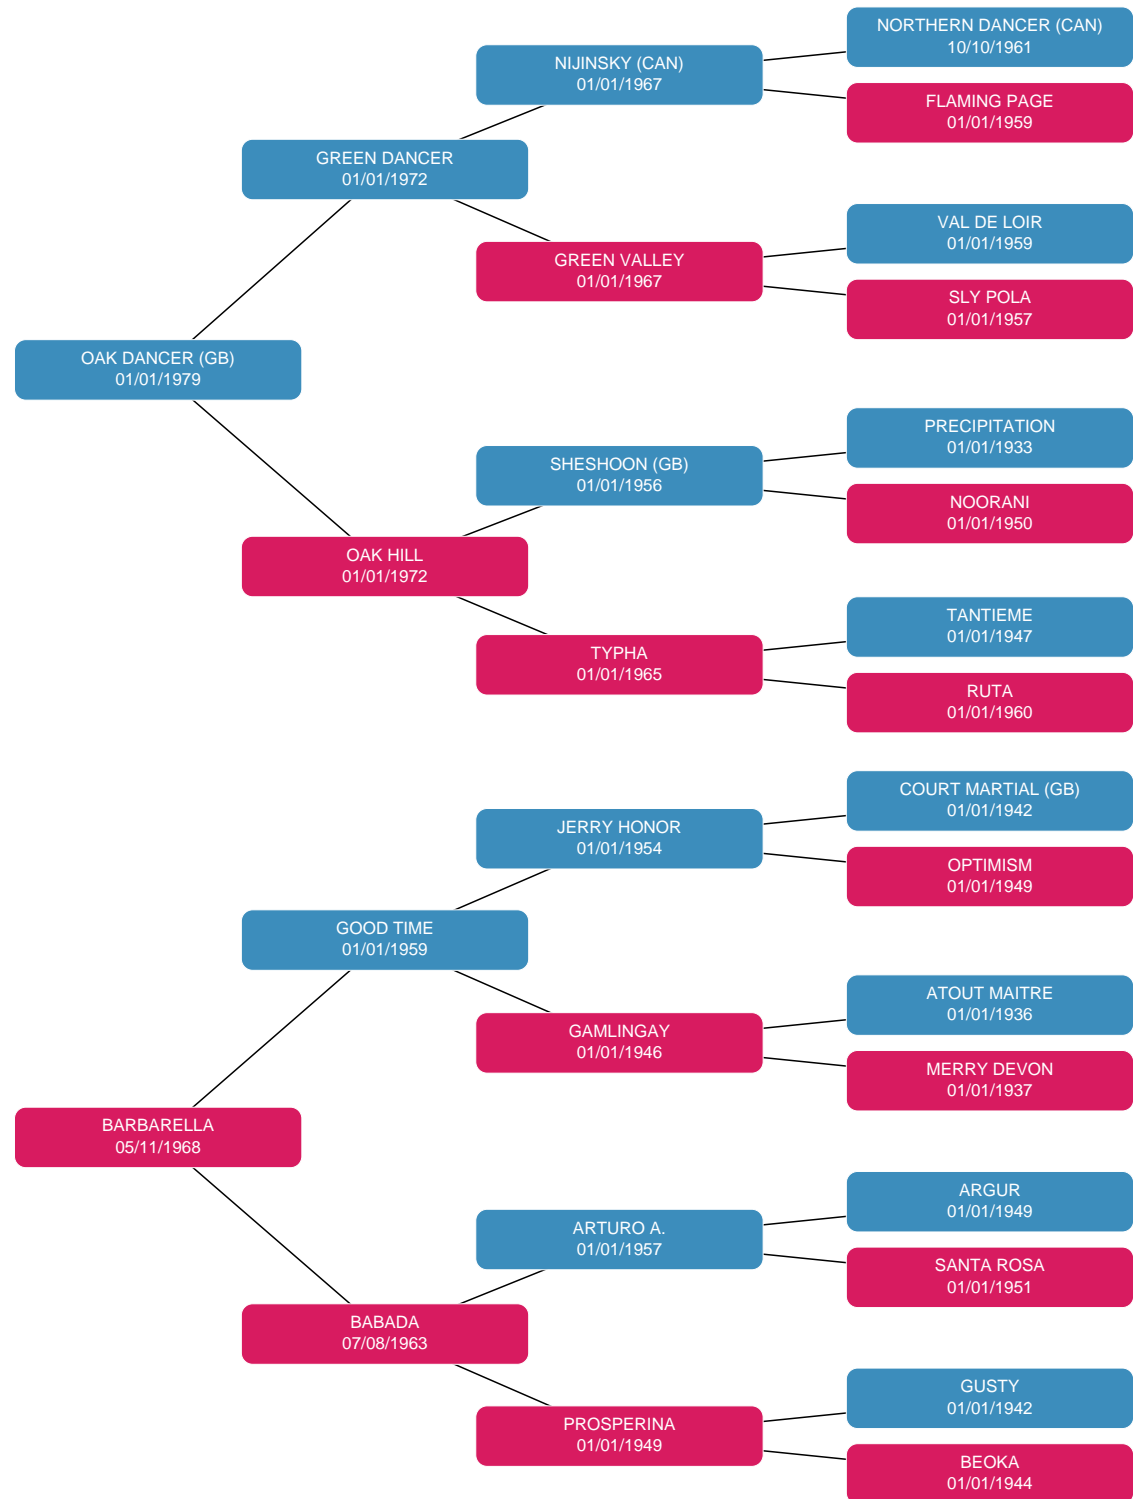 NORTHERN DANCER (CAN)
10/10/1961
NIJINSKY (CAN)
01/01/1967
FLAMING PAGE
01/01/1959
GREEN DANCER
01/01/1972
VAL DE LOIR
01/01/1959
GREEN VALLEY
01/01/1967
SLY POLA
01/01/1957
OAK DANCER (GB)
01/01/1979
PRECIPITATION
01/01/1933
SHESHOON (GB)
01/01/1956
NOORANI
01/01/1950
OAK HILL
01/01/1972
TANTIEME
01/01/1947
TYPHA
01/01/1965
RUTA
01/01/1960
COURT MARTIAL (GB)
01/01/1942
JERRY HONOR
01/01/1954
OPTIMISM
01/01/1949
GOOD TIME
01/01/1959
ATOUT MAITRE
01/01/1936
GAMLINGAY
01/01/1946
MERRY DEVON
01/01/1937
BARBARELLA
05/11/1968
ARGUR
01/01/1949
ARTURO A.
01/01/1957
SANTA ROSA
01/01/1951
BABADA
07/08/1963
GUSTY
01/01/1942
PROSPERINA
01/01/1949
BEOKA
01/01/1944